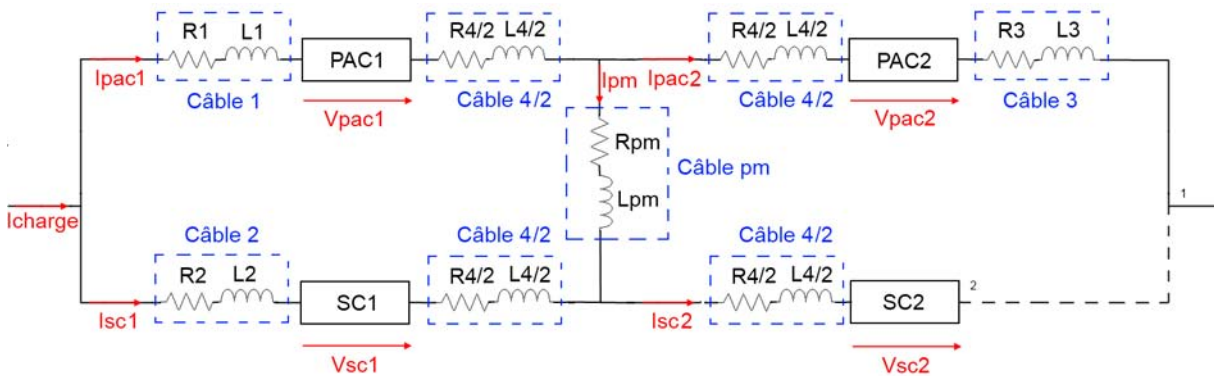 R1 L1
PAC1
R4/2 L4/2
R4/2 L4/2
PAC2
R3 L3
Ipac1
Câble 1
Vpac1
Câble 4/2
Ipm
Ipac2
Câble 4/2
Vpac2
Câble 3
Rpm
Câble pm
Lpm
Icharge
1
Câble 2
Câble 4/2
Câble 4/2
R2 L2
SC1
R4/2 L4/2
R4/2 L4/2
SC2
2
Isc1
Isc2
Vsc1
Vsc2